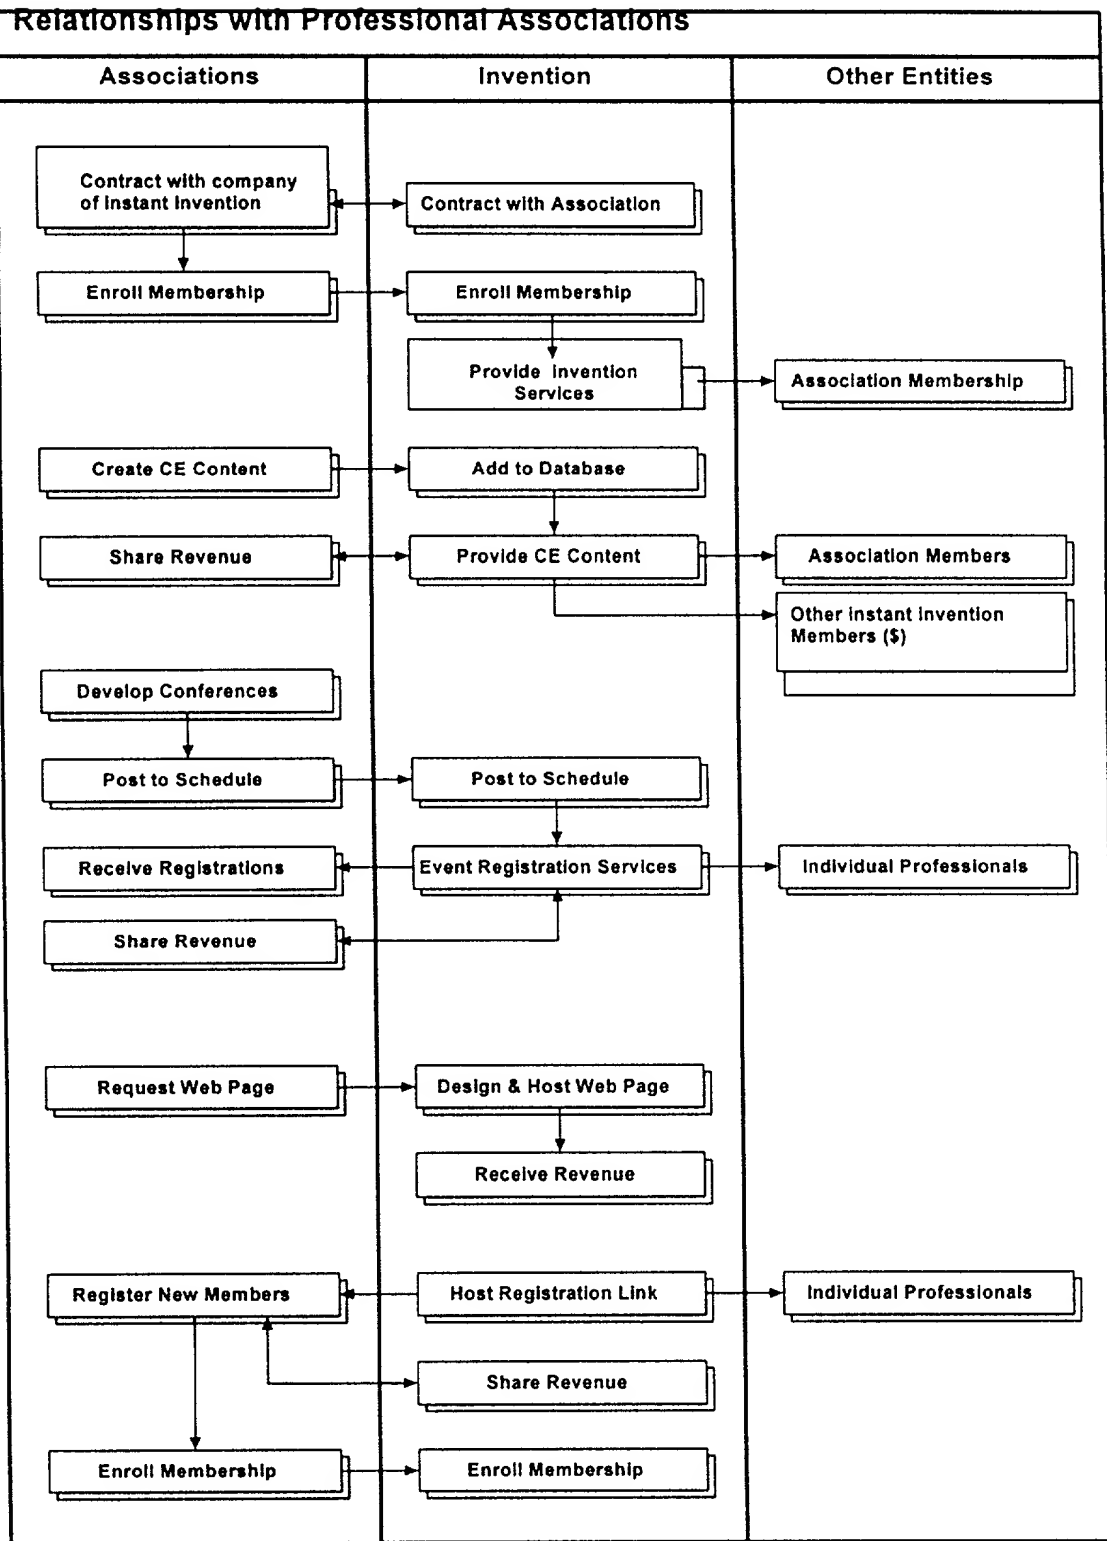 Relationships with Professional Associations
Associations
Invention
Other Entities
Contract with company
of Instant Invention
Contract with Association
Enroll Membership
Enroll Membership
Provide Invention
Services
Association Membership
Create CE Content
Add to Database
Share Revenue
Provide CE Content
Association Members
Other instant Invention
Members ($)
Develop Conferences
Post to Schedule
Post to Schedule
Receive Registrations
Event Registration Services
Individual Professionals
Share Revenue
Request Web Page
Design & Host Web Page
Receive Revenue
Register New Members
Host Registration Link
Individual Professionals
Share Revenue
Enroll Membership
Enroll Membership